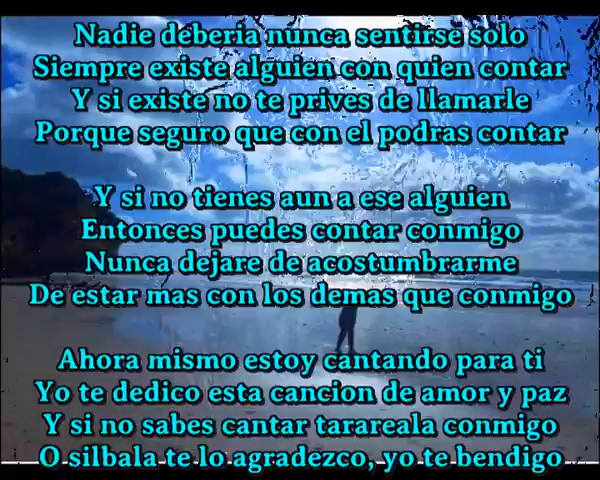 Nadie deberia nunca sentirse solo
Siempre existe alguien con quien contar
Y si existe no te prives de llamarle
Porque seguro que con el podras contar
Y si no tienes aun a ese alguien
Entonces puedes contar conmigo
Nunca dejare de acostumbrarme
De estar mas con los demas que conmigo
Ahora mismo estoy cantando para ti
Yo te dedico esta cancion de amor y paz
Y si no sabes cantar tarareala conmigo
O silbala te lo agradezco, yo te bendigo